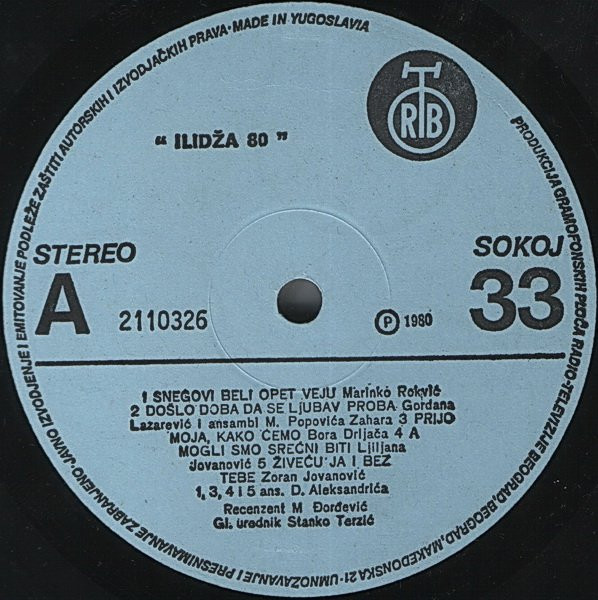 JAVNO IZVODJENJE I EMITOVANJE PODLEŽE ZAŠTITI AUTORSKIH I IZVODJAČKIH PRAVA · MADE IN YUGOSLAVIA
PRODUKCIJA GRAMOFONSKIH PLOČA RADIO-TELEVIZIJE BEOGRAD, BEOGRAD, MAKEDONSKA 21 - UMNOŽAVANJE I PRESNIMAVANJE ZABRANJENO
RTB
“ ILIDŽA 80 ”
STEREO
SOKOJ
A
2110326
Ⓟ 1980
33
1 SNEGOVI BELI OPET VEJU Marinko Rokvić
2 DOŠLO DOBA DA SE LJUBAV PROBA Gordana
Lazarević i ansambl M. Popovića Zahara 3 PRIJO
MOJA, KAKO ĆEMO Bora Drljača 4 A
MOGLI SMO SREĆNI BITI Ljiljana
Jovanović 5 ŽIVEĆU JA I BEZ
TEBE Zoran Jovanović
1, 3, 4 i 5 ans. D. Aleksandrića
Recenzent M Đorđević
Gl. urednik Stanko Terzić